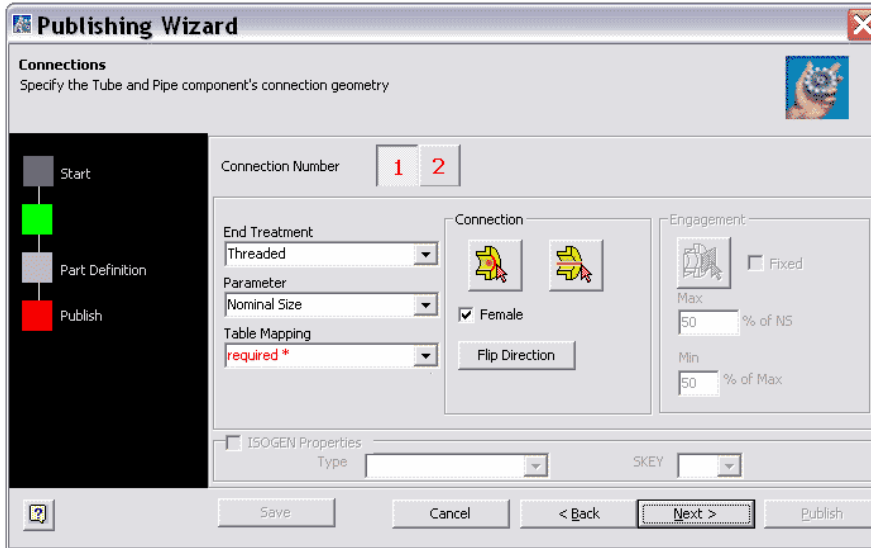 Publishing Wizard
Connections
Specify the Tube and Pipe component's connection geometry
Start
Part Definition
Publish
Connection Number 1 2
End Treatment
Threaded
Parameter
Nominal Size
Table Mapping
required *
Connection
Female
Flip Direction
Engagement
Fixed
Max
50 % of NS
Min
50 % of Max
ISOGEN Properties
Type
SKEY
Save Cancel < Back Next > Publish